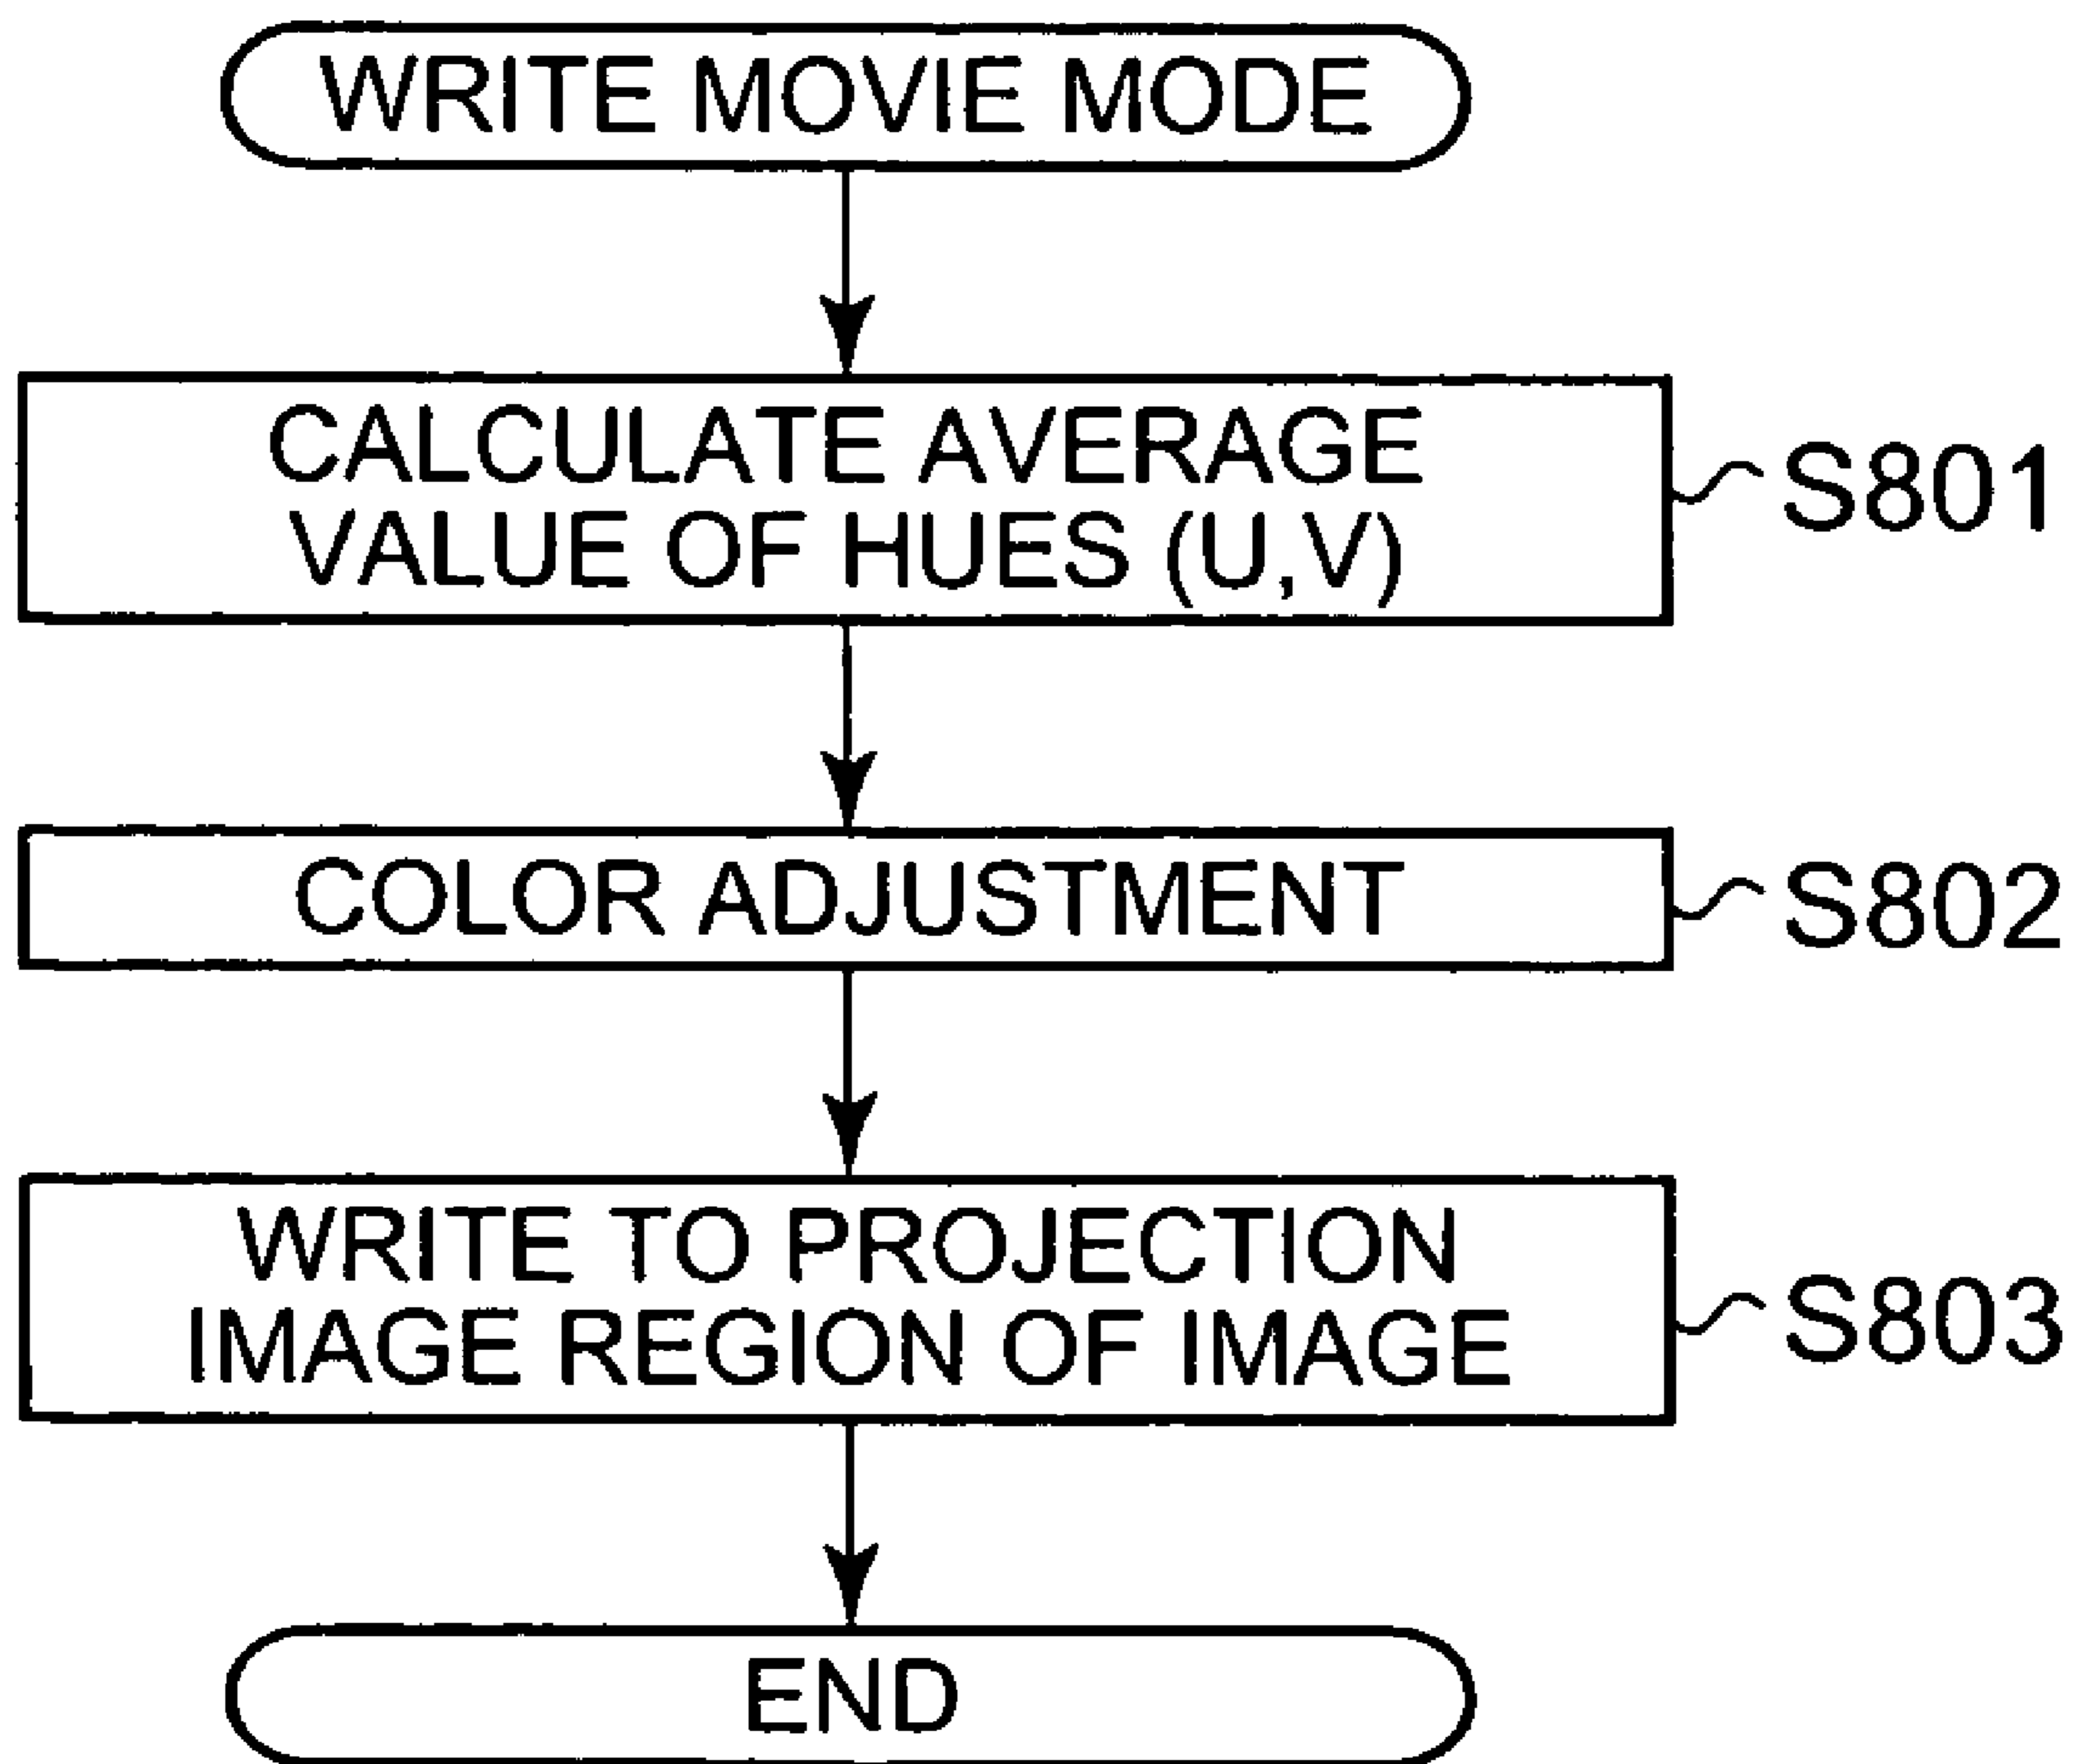 WRITE MOVIE MODE
CALCULATE AVERAGE
VALUE OF HUES (U,V)
S801
COLOR ADJUSTMENT
S802
WRITE TO PROJECTION
IMAGE REGION OF IMAGE
S803
END